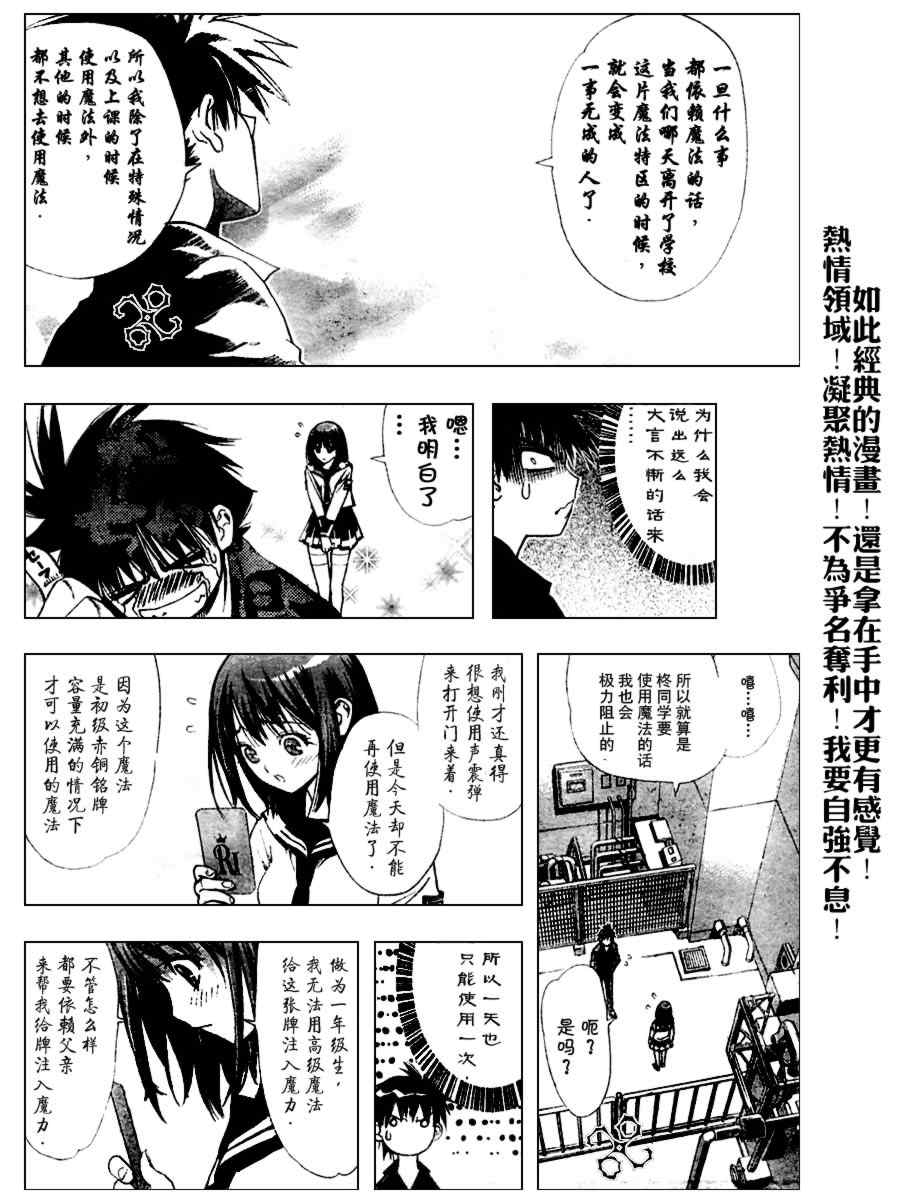 一旦什么事
都依赖魔法的话，
当我们哪天离开了学校
这片魔法特区的时候，
就会变成
一事无成的人了．
所以我除了在特殊情况
以及上课的时候
使用魔法外，
其他的时候
都不想去使用魔法．
为什么我会
说出这么
大言不惭的话来
……
嗯…
我明白了
…
セーフ
嘻…嘻…
所以就算是
柊同学要
使用魔法的话
我也会
极力阻止的
呃？
是吗？
我刚才还真得
很想使用声震弹
来打开门来着．
但是今天却不能
再使用魔法了．
因为这个魔法
是初级赤铜铭牌
容量充满的情况下
才可以使用的魔法
RI
所以一天也
只能使用一次．
做为一年级生，
我无法用高级魔法
给这张牌注入魔力．
不管怎么样
都要依赖父亲
来帮我给牌注入魔力．
如此經典的漫畫！還是拿在手中才更有感覺！
熱情領域！凝聚熱情！不為爭名奪利！我要自強不息！